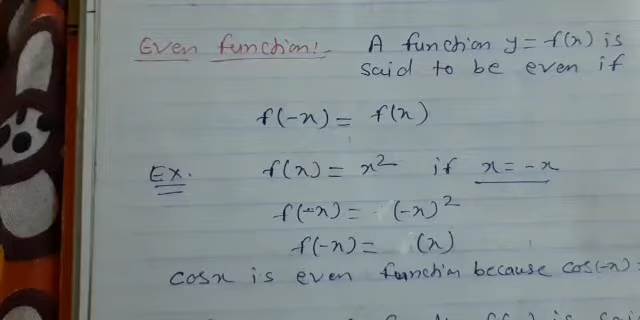 Even function:- A function y = f(x) is
said to be even if
f(-x) = f(x)
Ex. f(x) = x² if x = -x
f(-x) = (-x)²
f(-x) = (x)
cosx is even function because cos(-x) =